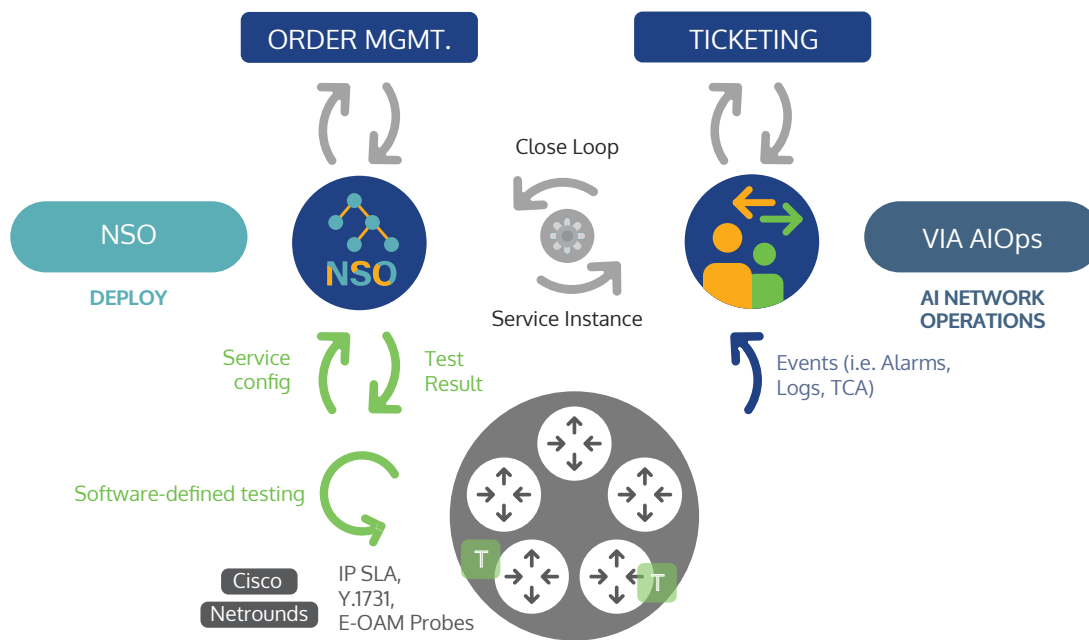 ORDER MGMT.
TICKETING
Close Loop
NSO
DEPLOY
NSO
VIA AIOps
AI NETWORK
OPERATIONS
Service Instance
Service
config
Test
Result
Events (i.e. Alarms,
Logs, TCA)
Software-defined testing
T
T
Cisco
Netrounds
IP SLA,
Y.1731,
E-OAM Probes